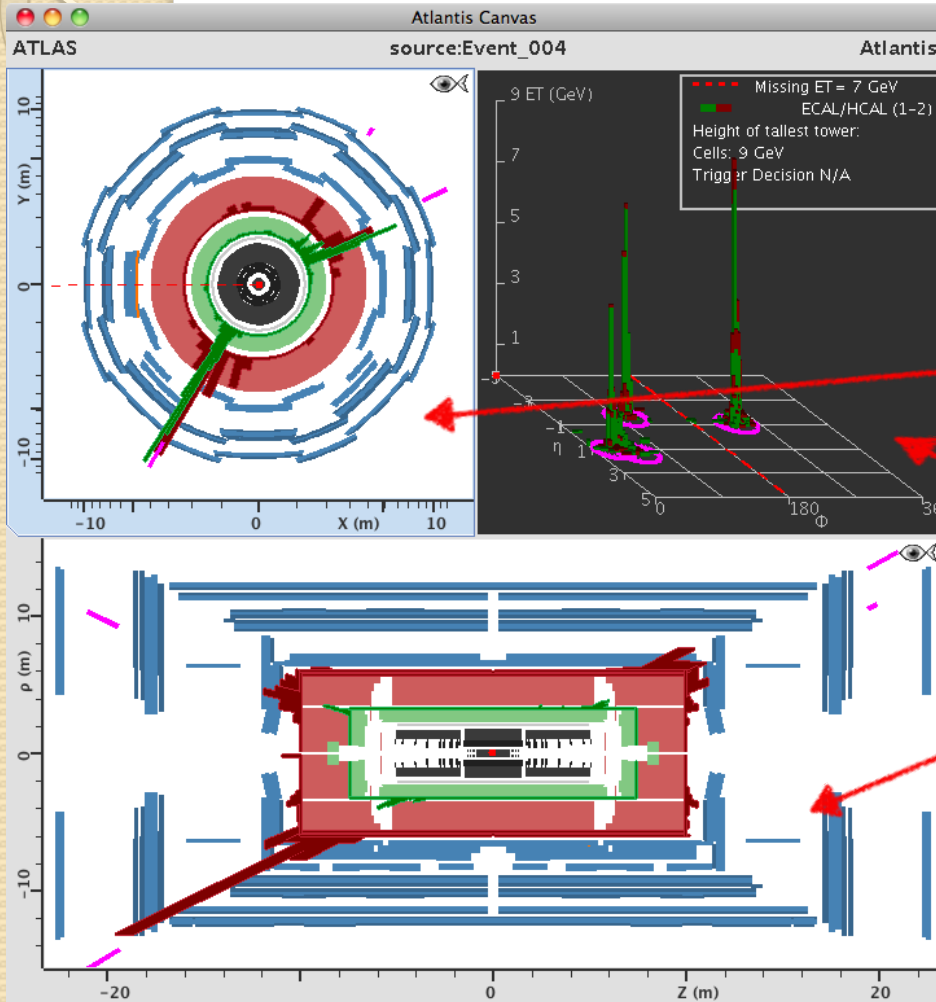 Atlantis Canvas
ATLAS source:Event_004 Atlantis
10
Y (m)
0
-10
-10 0 X (m) 10
9 ET (GeV)
7
5
3
1
Missing ET= 7 GeV
ECAL/HCAL (1-2)
Height of tallest tower:
Cells: 9 GeV
Trigger Decision N/A
-1
η 1
3
5 0 180 36
Φ
10
ρ (m)
0
-10
-20 0 Z (m) 20